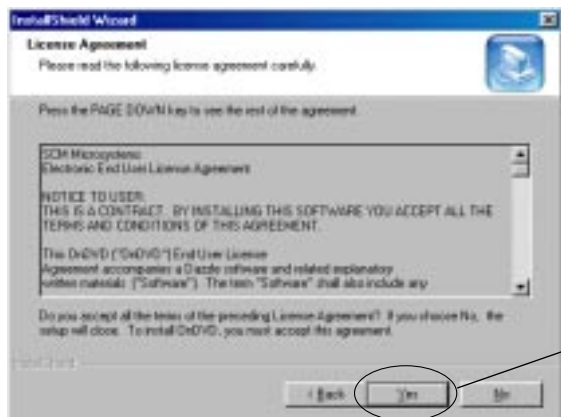 InstallShield Wizard
License Agreement
Please read the following license agreement carefully.
Press the PAGE DOWN key to see the rest of the agreement.
SCM Microsystems
Electronic End User License Agreement
NOTICE TO USER:
THIS IS A CONTRACT. BY INSTALLING THIS SOFTWARE YOU ACCEPT ALL THE
TERMS AND CONDITIONS OF THIS AGREEMENT.
This OnDVD ("OnDVD") End User License
Agreement accompanies a Dazzle software and related explanatory
written materials ("Software"). The term "Software" shall also include any
Do you accept all the terms of the preceding License Agreement? If you choose No, the
setup will close. To install OnDVD, you must accept this agreement.
InstallShield
< Back
Yes
No